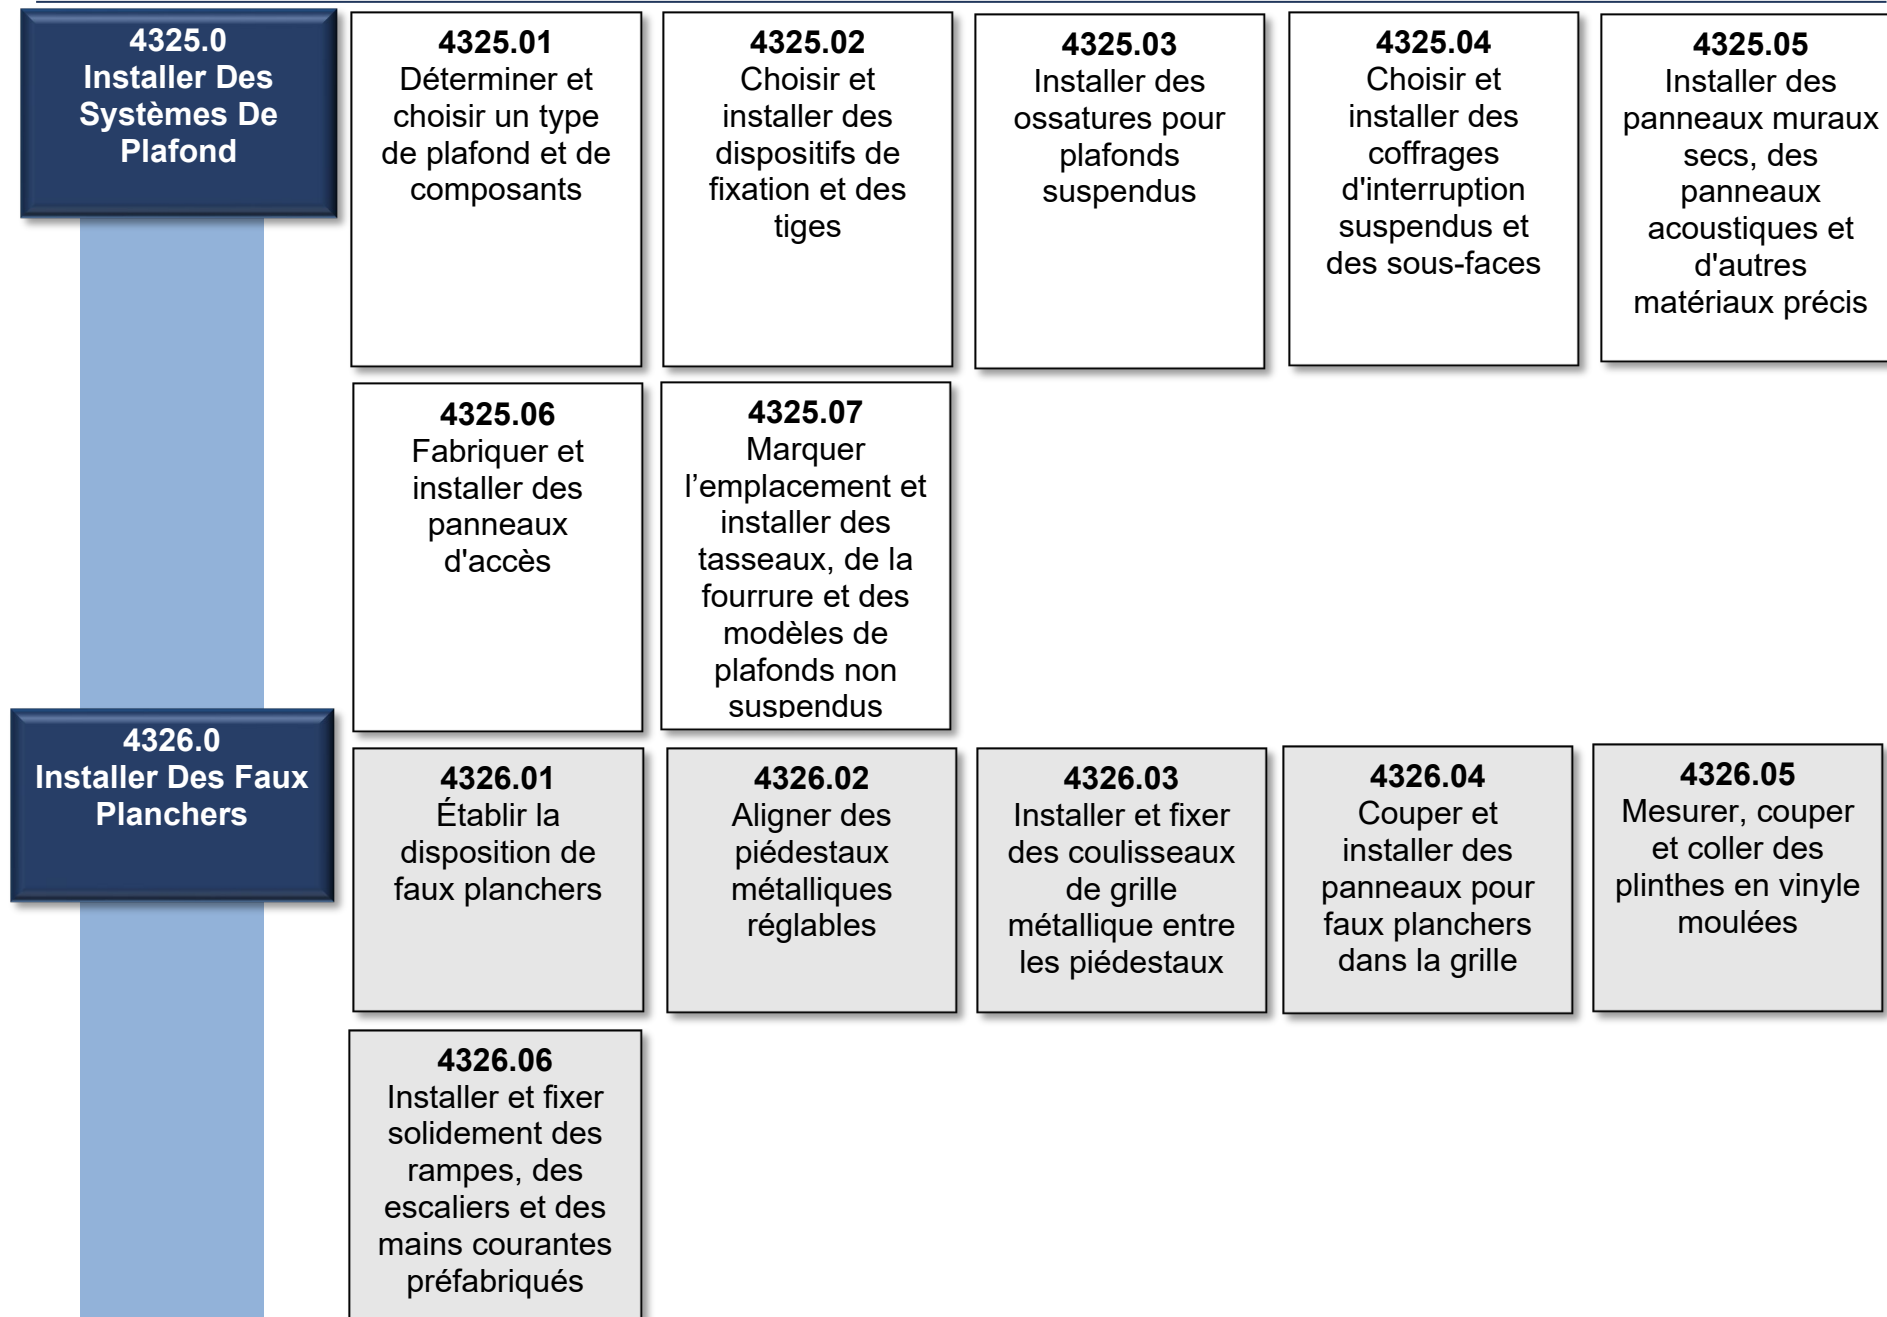 4325.0
Installer Des
Systèmes De
Plafond
4325.01
Déterminer et
choisir un type
de plafond et de
composants
4325.02
Choisir et
installer des
dispositifs de
fixation et des
tiges
4325.03
Installer des
ossatures pour
plafonds
suspendus
4325.04
Choisir et
installer des
coffrages
d'interruption
suspendus et
des sous-faces
4325.05
Installer des
panneaux muraux
secs, des
panneaux
acoustiques et
d'autres
matériaux précis
4325.06
Fabriquer et
installer des
panneaux
d'accès
4325.07
Marquer
l’emplacement et
installer des
tasseaux, de la
fourrure et des
modèles de
plafonds non
suspendus
4326.0
Installer Des Faux
Planchers
4326.01
Établir la
disposition de
faux planchers
4326.02
Aligner des
piédestaux
métalliques
réglables
4326.03
Installer et fixer
des coulisseaux
de grille
métallique entre
les piédestaux
4326.04
Couper et
installer des
panneaux pour
faux planchers
dans la grille
4326.05
Mesurer, couper
et coller des
plinthes en vinyle
moulées
4326.06
Installer et fixer
solidement des
rampes, des
escaliers et des
mains courantes
préfabriqués